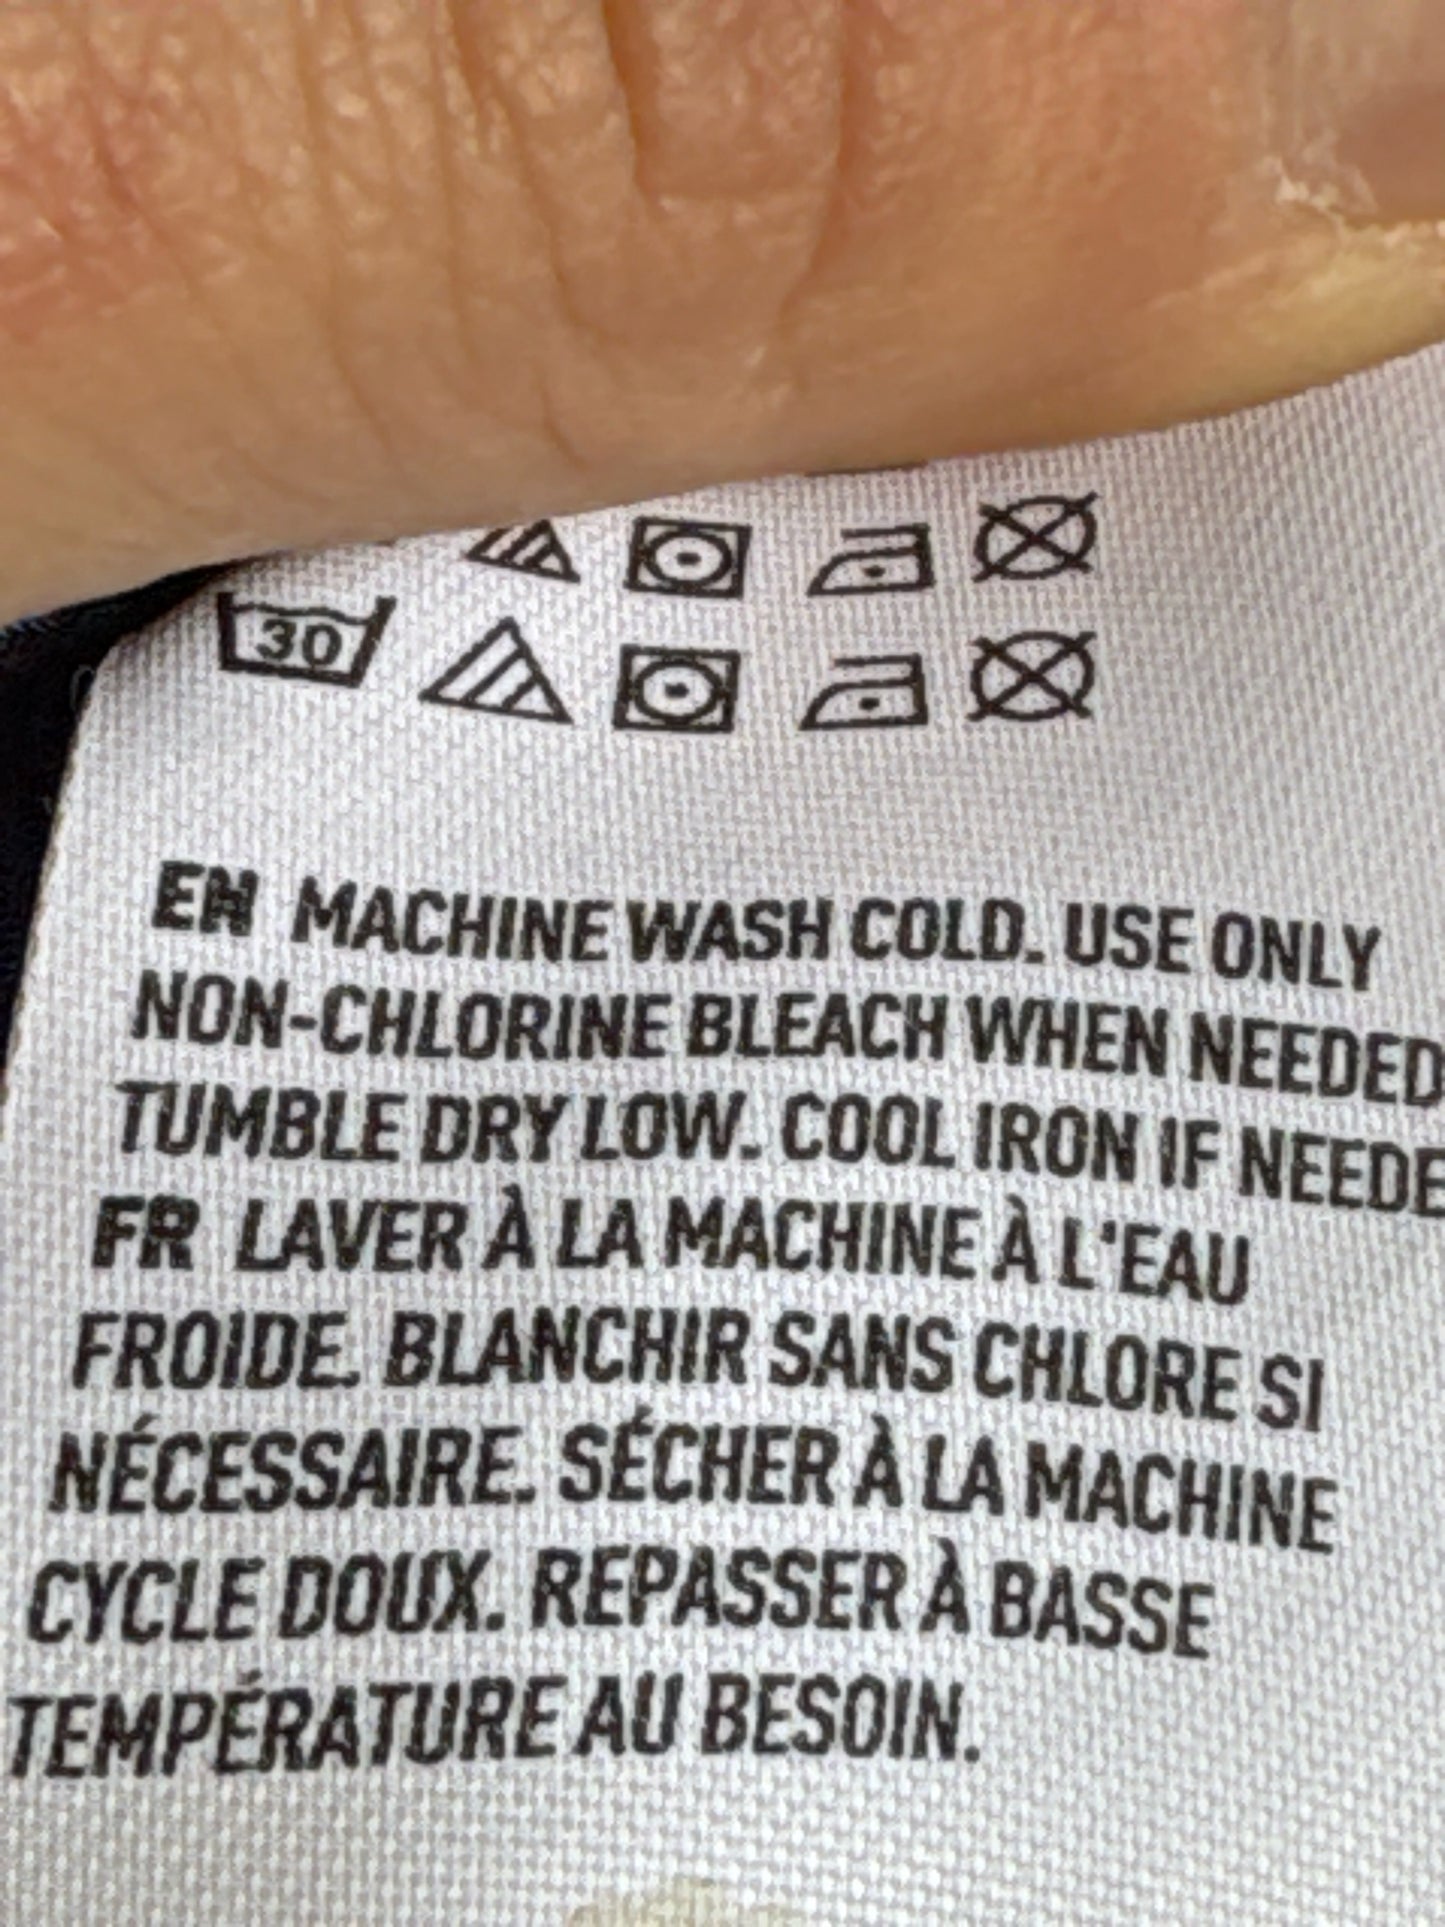 30
EN MACHINE WASH COLD. USE ONLY
NON-CHLORINE BLEACH WHEN NEEDED
TUMBLE DRY LOW. COOL IRON IF NEEDE
FR LAVER À LA MACHINE À L'EAU
FROIDE. BLANCHIR SANS CHLORE SI
NÉCESSAIRE. SÉCHER À LA MACHINE
CYCLE DOUX. REPASSER À BASSE
TEMPÉRATURE AU BESOIN.